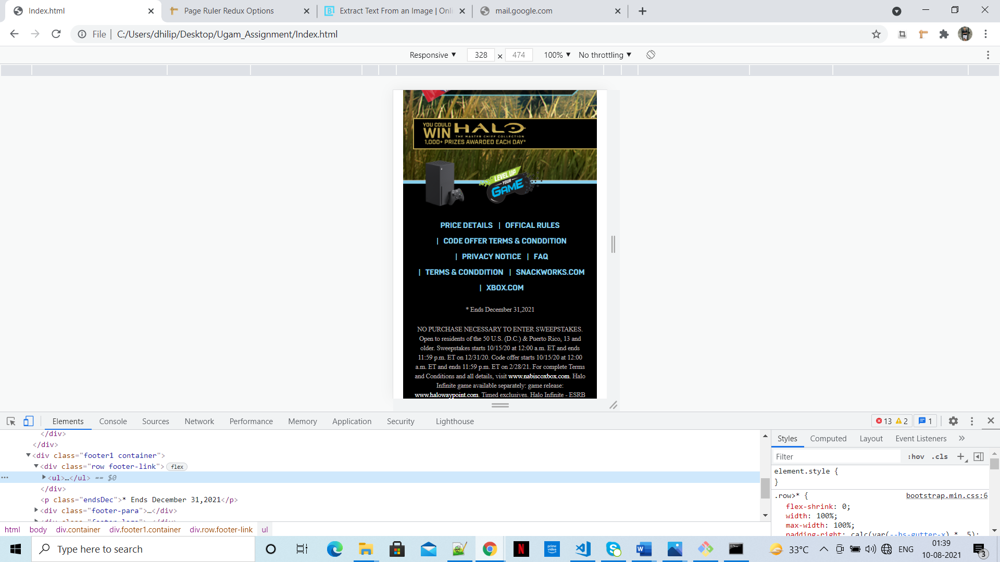 Index.html
Page Ruler Redux Options
Extract Text From an Image | Onli
mail.google.com
File | C:/Users/dhilip/Desktop/Ugam_Assignment/Index.html
Responsive ▼ 328 × 474 100% ▼ No throttling ▼
YOU COULD
WIN HALO
THE MASTER CHIEF COLLECTION
1,000+ PRIZES AWARDED EACH DAY*
LEVEL UP
YOUR
GAME
PRICE DETAILS | OFFICAL RULES
| CODE OFFER TERMS & CONDDITION
| PRIVACY NOTICE | FAQ
| TERMS & CONDDITION | SNACKWORKS.COM
| XBOX.COM
* Ends December 31,2021
NO PURCHASE NECESSARY TO ENTER SWEEPSTAKES.
Open to residents of the 50 U.S. (D.C.) & Puerto Rico, 13 and
older. Sweepstakes starts 10/15/20 at 12:00 a.m. ET and ends
11:59 p.m. ET on 12/31/20. Code offer starts 10/15/20 at 12:00
a.m. ET and ends 11:59 p.m. ET on 2/28/21. For complete Terms
and Conditions and all details, visit www.nabiscoxbox.com. Halo
Infinite game available separately: game release:
www.halowaypoint.com. Timed exclusives. Halo Infinite - ESRB
Elements Console Sources Network Performance Memory Application Security Lighthouse 13 2 1
</div>
</div>
<div class="footer1 container">
<div class="row footer-link"> flex
… <ul>…</ul> == $0
</div>
<p class="endsDec">* Ends December 31,2021</p>
<div class="footer-para">…</div>
<div class="footer-logo">…</div>
html body div.container div.footer1.container div.row.footer-link ul
Styles Computed Layout Event Listeners »
Filter :hov .cls +
element.style {
}
.row>* { bootstrap.min.css:6
flex-shrink: 0;
width: 100%;
max-width: 100%;
padding-right: calc(var(--bs-gutter-x) * .5);
Type here to search
N
prime video
W
33°C ENG
01:39
10-08-2021
3